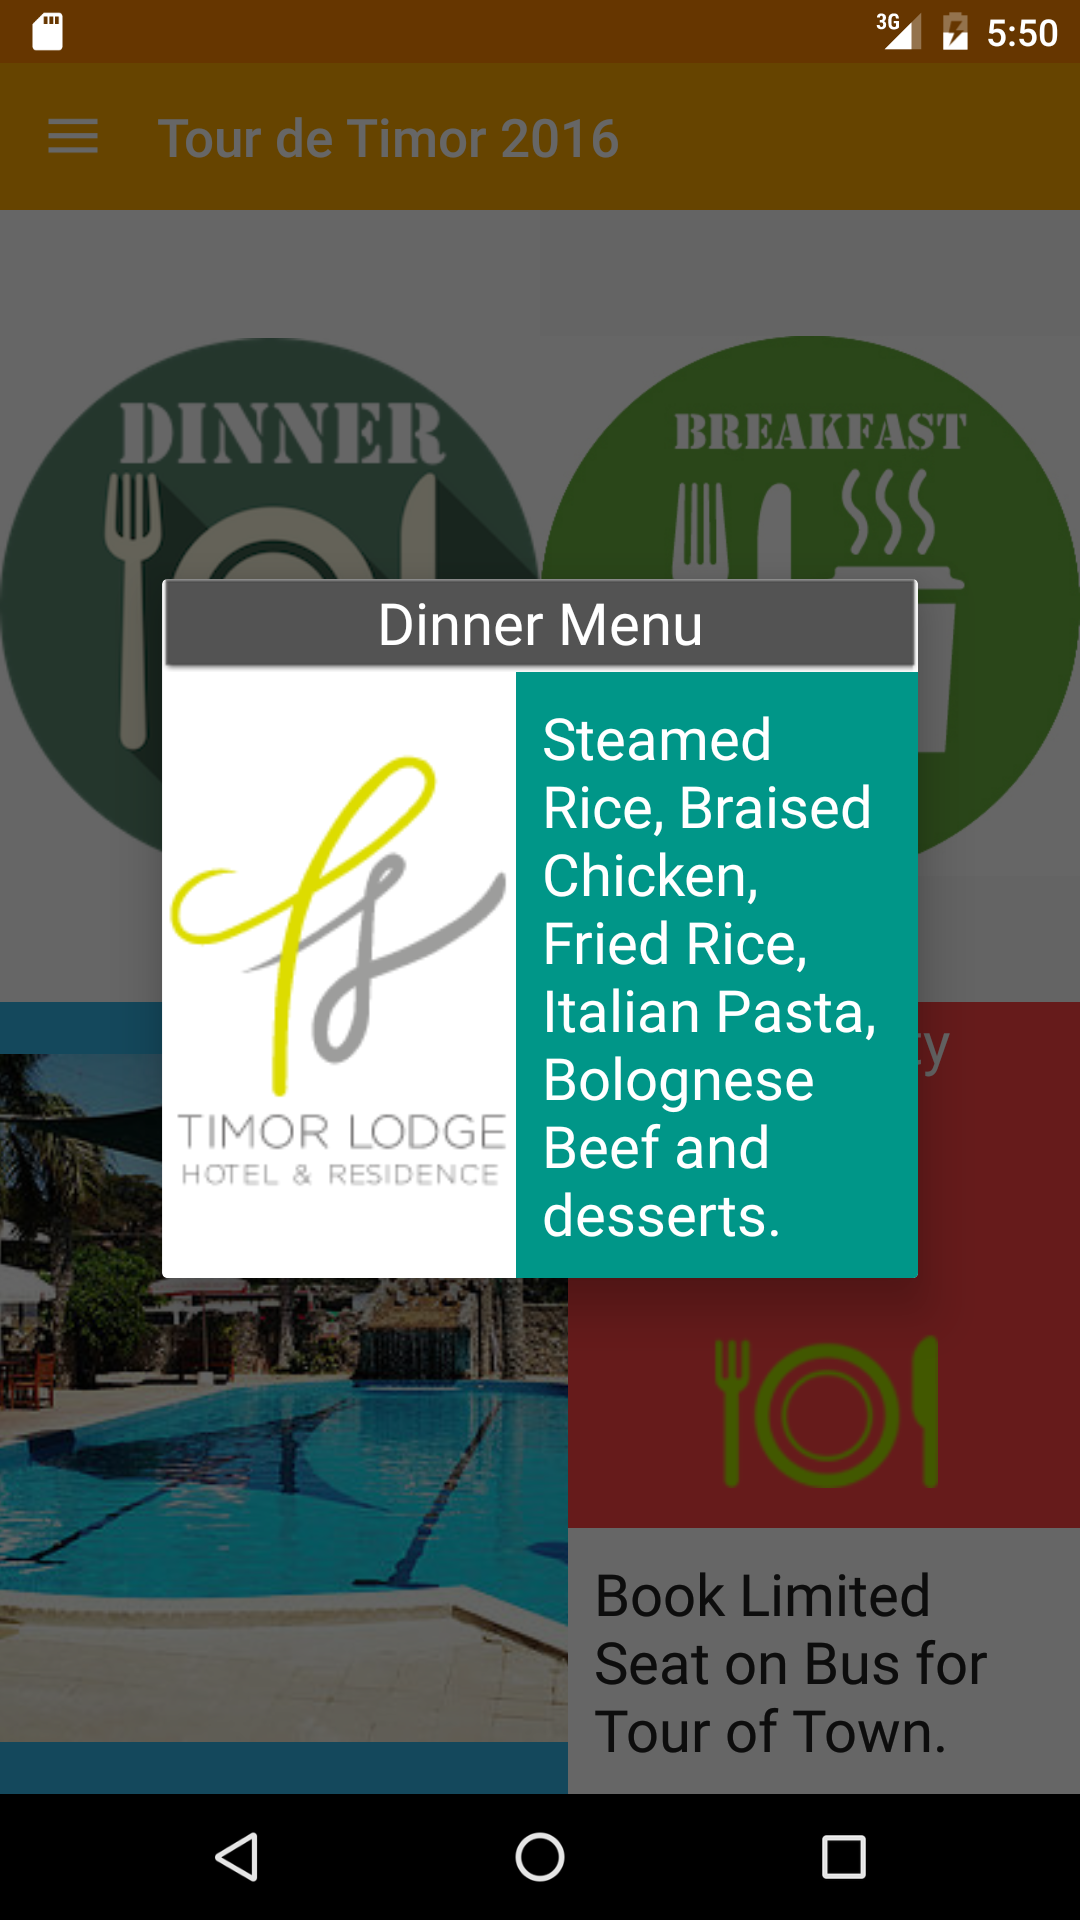 3G 5:50
Tour de Timor 2016
DINNER
BREAKFAST
Dinner Menu
Steamed
Rice, Braised
Chicken,
Fried Rice,
Italian Pasta,
Bolognese
Beef and
desserts.
TIMOR LODGE
HOTEL & RESIDENCE
Book Limited
Seat on Bus for
Tour of Town.